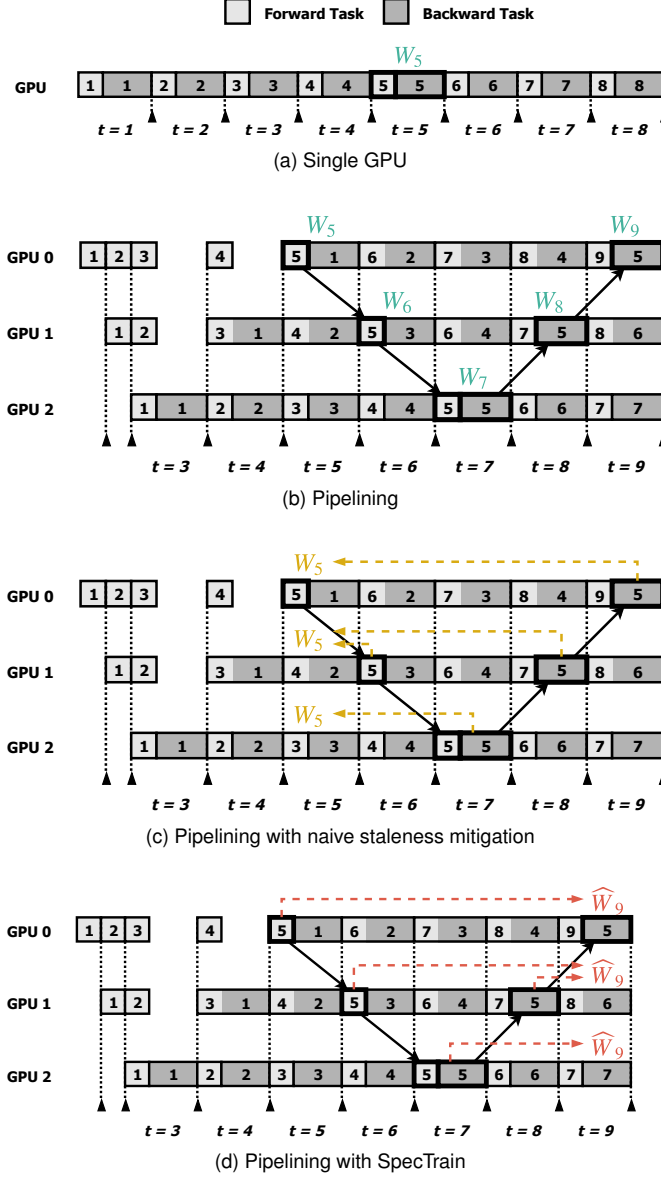 Forward Task Backward Task
W5
GPU 1 1 2 2 3 3 4 4 5 5 6 6 7 7 8 8
t = 1 t = 2 t = 3 t = 4 t = 5 t = 6 t = 7 t = 8
(a) Single GPU
W5 W9
GPU 0 1 2 3 4 5 1 6 2 7 3 8 4 9 5
W6 W8
GPU 1 1 2 3 1 4 2 5 3 6 4 7 5 8 6
W7
GPU 2 1 1 2 2 3 3 4 4 5 5 6 6 7 7
t = 3 t = 4 t = 5 t = 6 t = 7 t = 8 t = 9
(b) Pipelining
W5
GPU 0 1 2 3 4 5 1 6 2 7 3 8 4 9 5
W5
GPU 1 1 2 3 1 4 2 5 3 6 4 7 5 8 6
W5
GPU 2 1 1 2 2 3 3 4 4 5 5 6 6 7 7
t = 3 t = 4 t = 5 t = 6 t = 7 t = 8 t = 9
(c) Pipelining with naive staleness mitigation
Ŵ9
GPU 0 1 2 3 4 5 1 6 2 7 3 8 4 9 5
Ŵ9
GPU 1 1 2 3 1 4 2 5 3 6 4 7 5 8 6
Ŵ9
GPU 2 1 1 2 2 3 3 4 4 5 5 6 6 7 7
t = 3 t = 4 t = 5 t = 6 t = 7 t = 8 t = 9
(d) Pipelining with SpecTrain